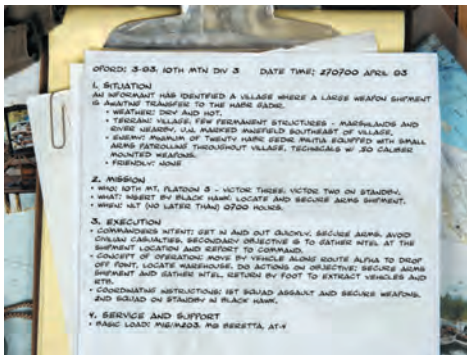 OPORD: 3-93, 10TH MTN DIV 3 DATE TIME: 270700 APRIL 93
1. SITUATION
AN INFORMANT HAS IDENTIFIED A VILLAGE WHERE A LARGE WEAPON SHIPMENT
IS AWAITING TRANSFER TO THE HABR GADIR.
• WEATHER: DRY AND HOT.
• TERRAIN: VILLAGE, FEW PERMANENT STRUCTURES - MARSHLANDS AND
RIVER NEARBY. U.N. MARKED MINEFIELD SOUTHEAST OF VILLAGE.
• ENEMY: MINIMUM OF TWENTY HABR GEDIR MILITIA EQUIPPED WITH SMALL
ARMS PATROLLING THROUGHOUT VILLAGE, TECHNICALS W/ .50 CALIBER
MOUNTED WEAPONS.
• FRIENDLY: NONE
2. MISSION
• WHO: 10TH MT. PLATOON 3 - VICTOR THREE, VICTOR TWO ON STANDBY.
• WHAT: INSERT BY BLACK HAWK: LOCATE AND SECURE ARMS SHIPMENT.
• WHEN: NLT (NO LATER THAN) 0700 HOURS.
3. EXECUTION
• COMMANDERS INTENT: GET IN AND OUT QUICKLY, SECURE ARMS, AVOID
CIVILIAN CASUALTIES, SECONDARY OBJECTIVE IS TO GATHER INTEL AT THE
SHIPMENT LOCATION AND REPORT TO COMMAND.
• CONCEPT OF OPERATION: MOVE BY VEHICLE ALONG ROUTE ALPHA TO DROP
OFF POINT, LOCATE WAREHOUSE, DO ACTIONS ON OBJECTIVE: SECURE ARMS
SHIPMENT AND GATHER INTEL. RETURN BY FOOT TO EXTRACT VEHICLES AND
RTB.
• COORDINATING INSTRUCTIONS: 1ST SQUAD ASSAULT AND SECURE WEAPONS,
2ND SQUAD ON STANDBY IN BLACK HAWK.
4. SERVICE AND SUPPORT
• BASIC LOAD: M16/M203, M9 BERETTA, AT-4